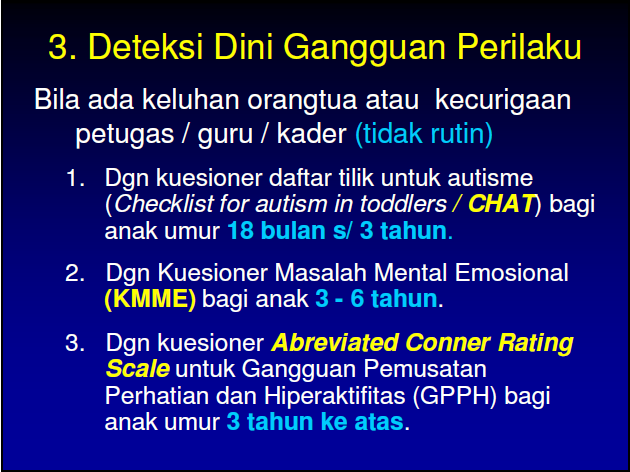 3. Deteksi Dini Gangguan Perilaku
Bila ada keluhan orangtua atau kecurigaan
petugas / guru / kader (tidak rutin)
1. Dgn kuesioner daftar tilik untuk autisme
(Checklist for autism in toddlers / CHAT) bagi
anak umur 18 bulan s/ 3 tahun.
2. Dgn Kuesioner Masalah Mental Emosional
(KMME) bagi anak 3 - 6 tahun.
3. Dgn kuesioner Abreviated Conner Rating
Scale untuk Gangguan Pemusatan
Perhatian dan Hiperaktifitas (GPPH) bagi
anak umur 3 tahun ke atas.